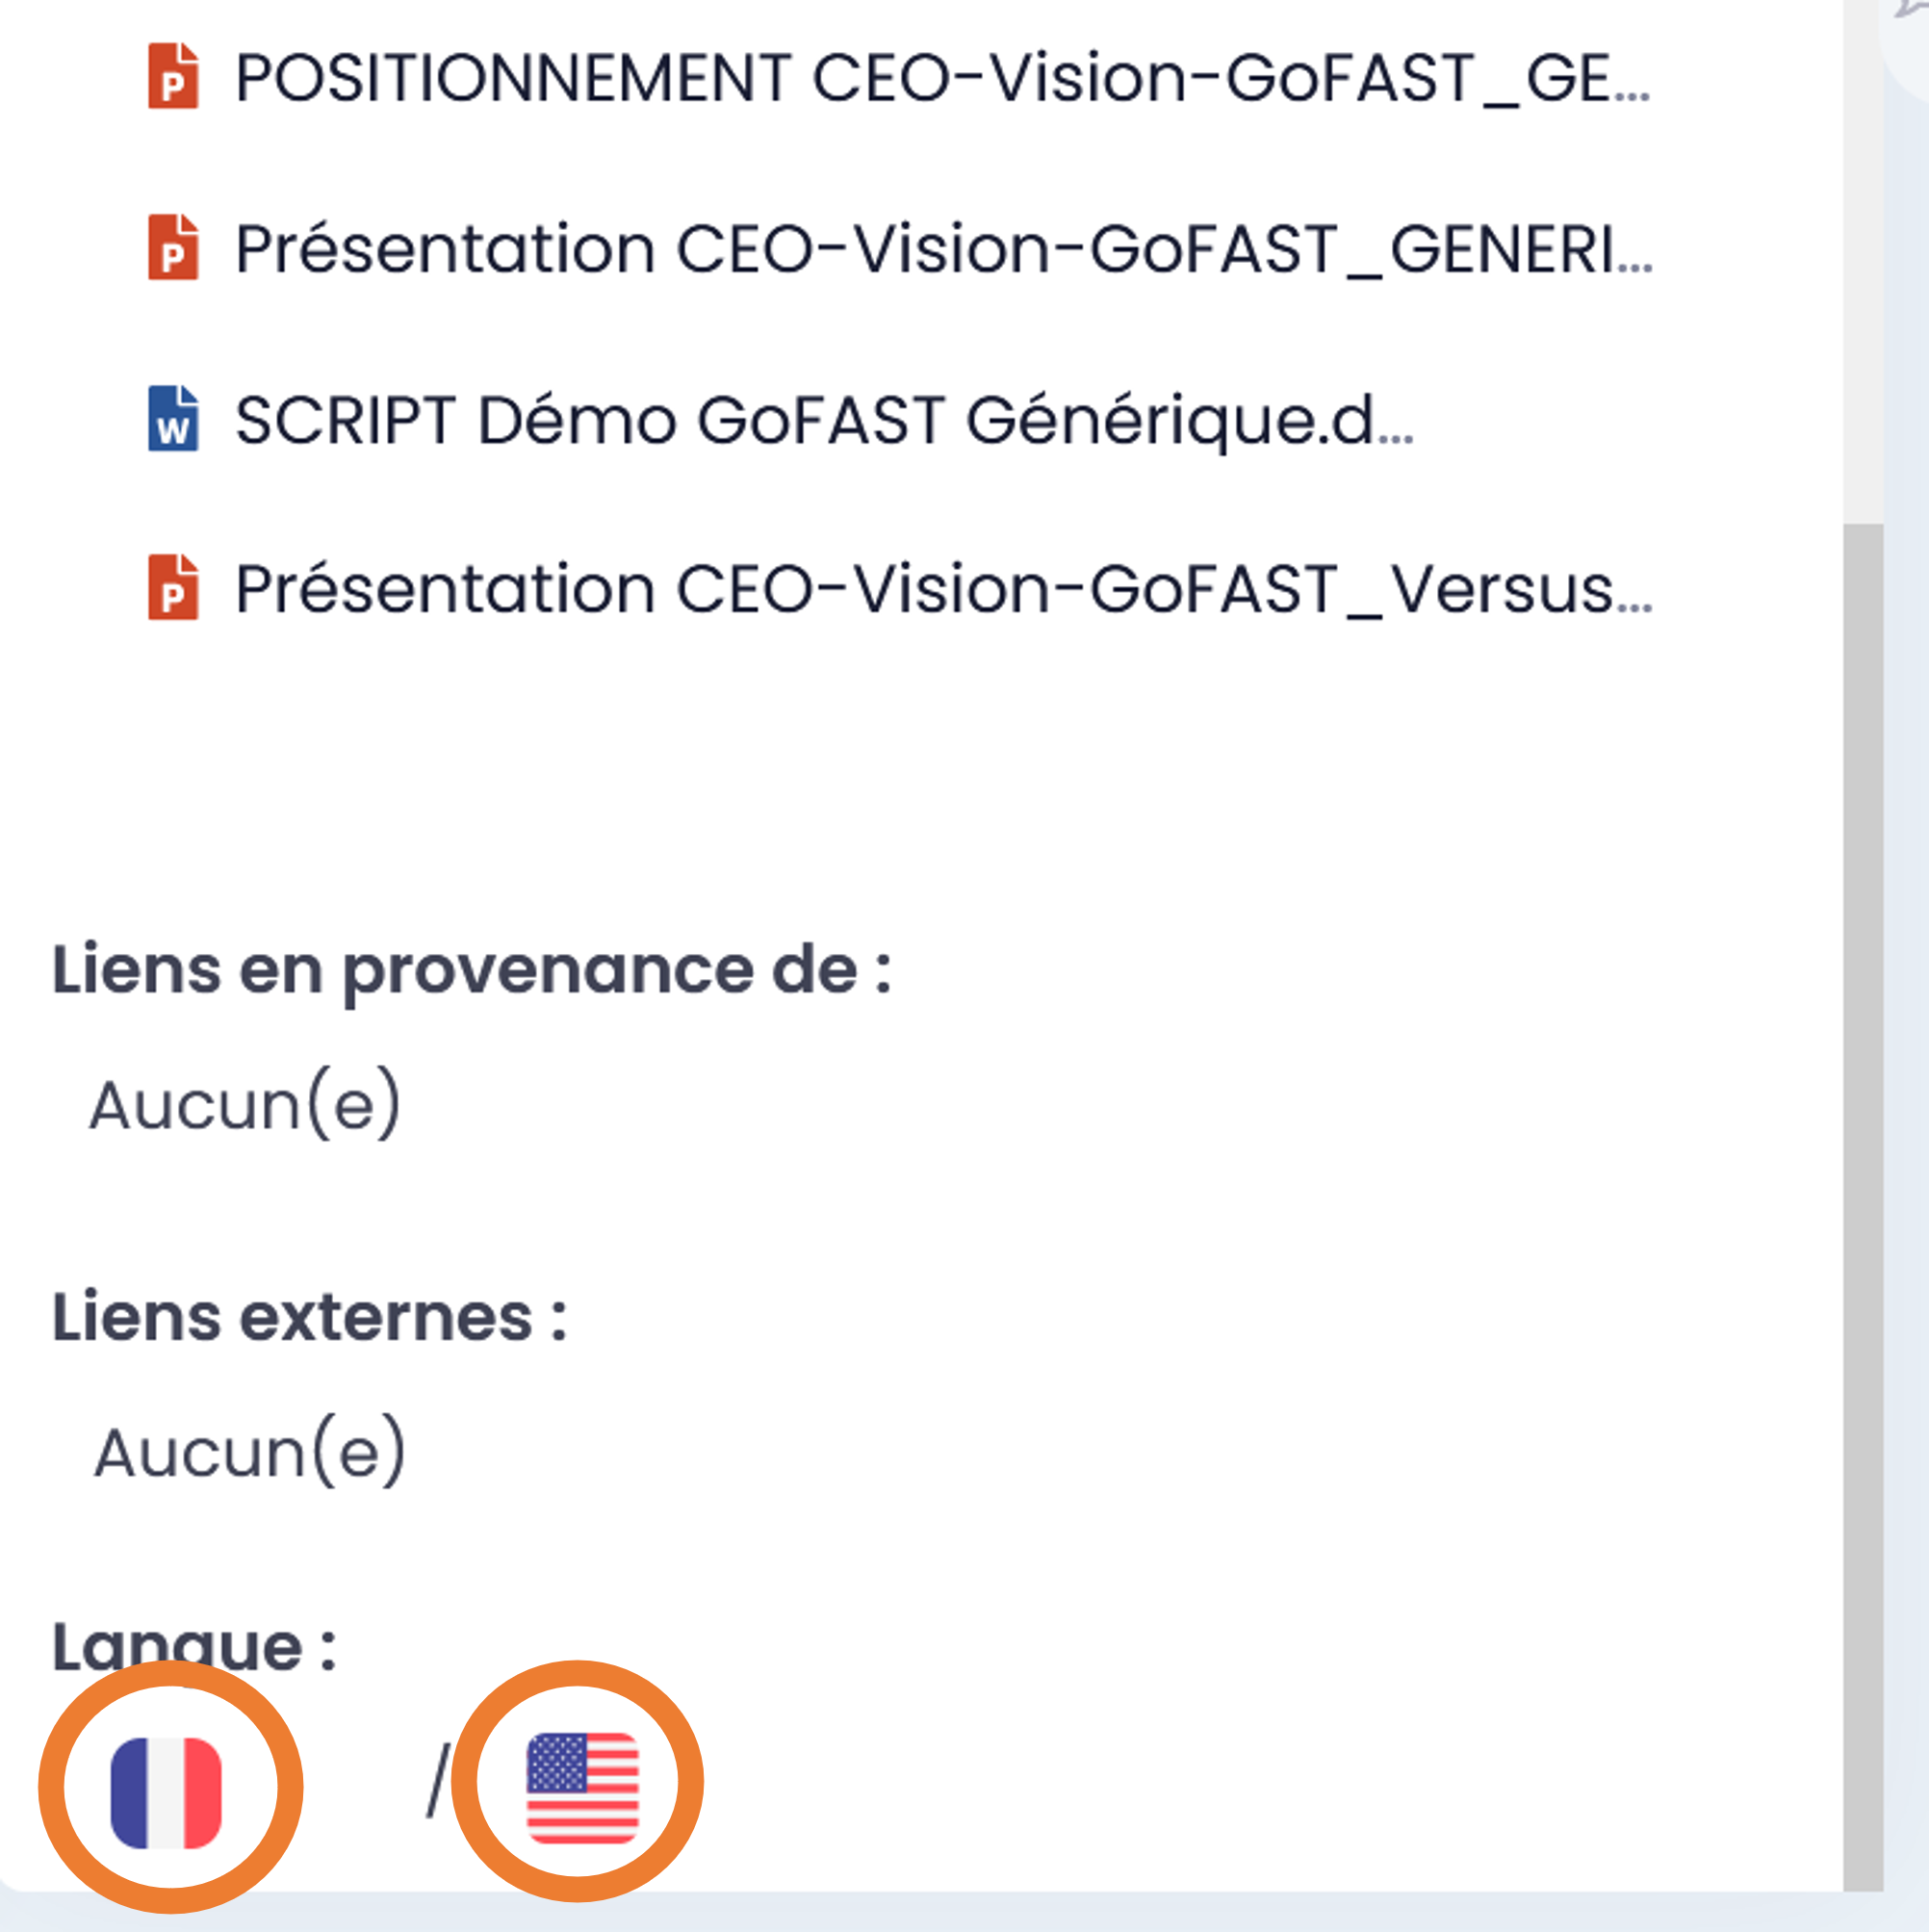 POSITIONNEMENT CEO-Vision-GoFAST_GE...
Présentation CEO-Vision-GoFAST_GENERI...
SCRIPT Démo GoFAST Générique.d...
Présentation CEO-Vision-GoFAST_Versus...
Liens en provenance de :
Aucun(e)
Liens externes :
Aucun(e)
Langue :
/